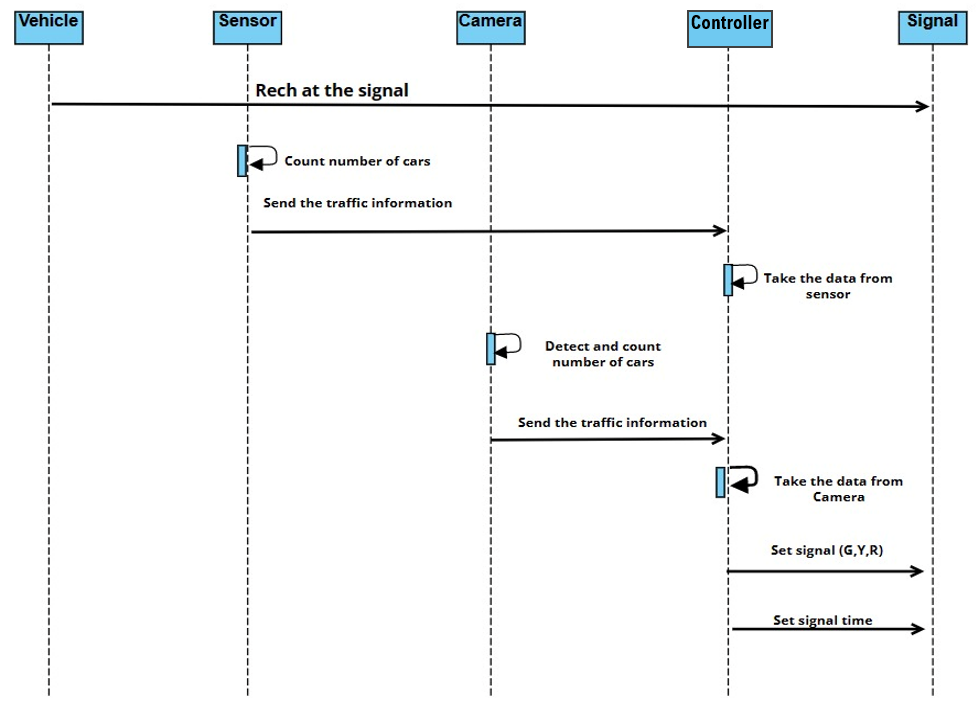 Vehicle
Sensor
Camera
Controller
Signal
Rech at the signal
Count number of cars
Send the traffic information
Take the data from
sensor
Detect and count
number of cars
Send the traffic information
Take the data from
Camera
Set signal (G,Y,R)
Set signal time